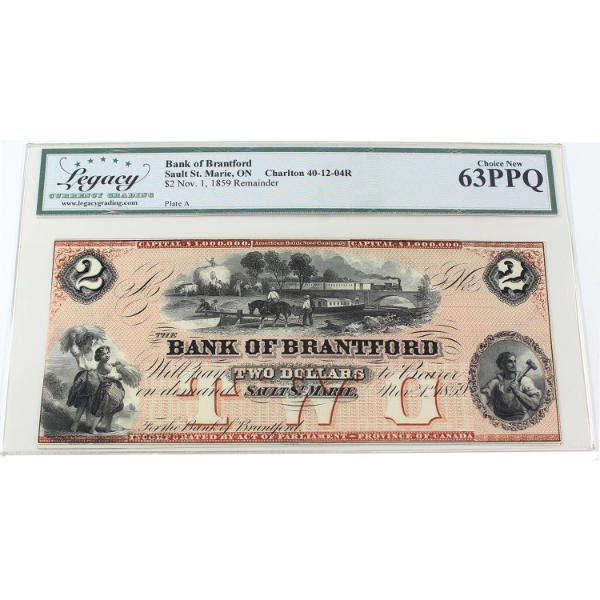 Legacy
CURRENCY GRADING
www.legacygrading.com
Bank of Brantford
Sault St. Marie, ON Charlton 40-12-04R
$2 Nov. 1, 1859 Remainder
Plate A
Choice New
63PPQ
CAPITAL $1,000,000. American Bank Note Company CAPITAL $1,000,000.
2 B No 2
THE
BANK OF BRANTFORD
Will pay TWO DOLLARS to Bearer
on demand SAULT ST MARIE, Nov. 1st 1859
TWO
For the Bank of Brantford.
INCORPORATED BY ACT OF PARLIAMENT—PROVINCE OF CANADA